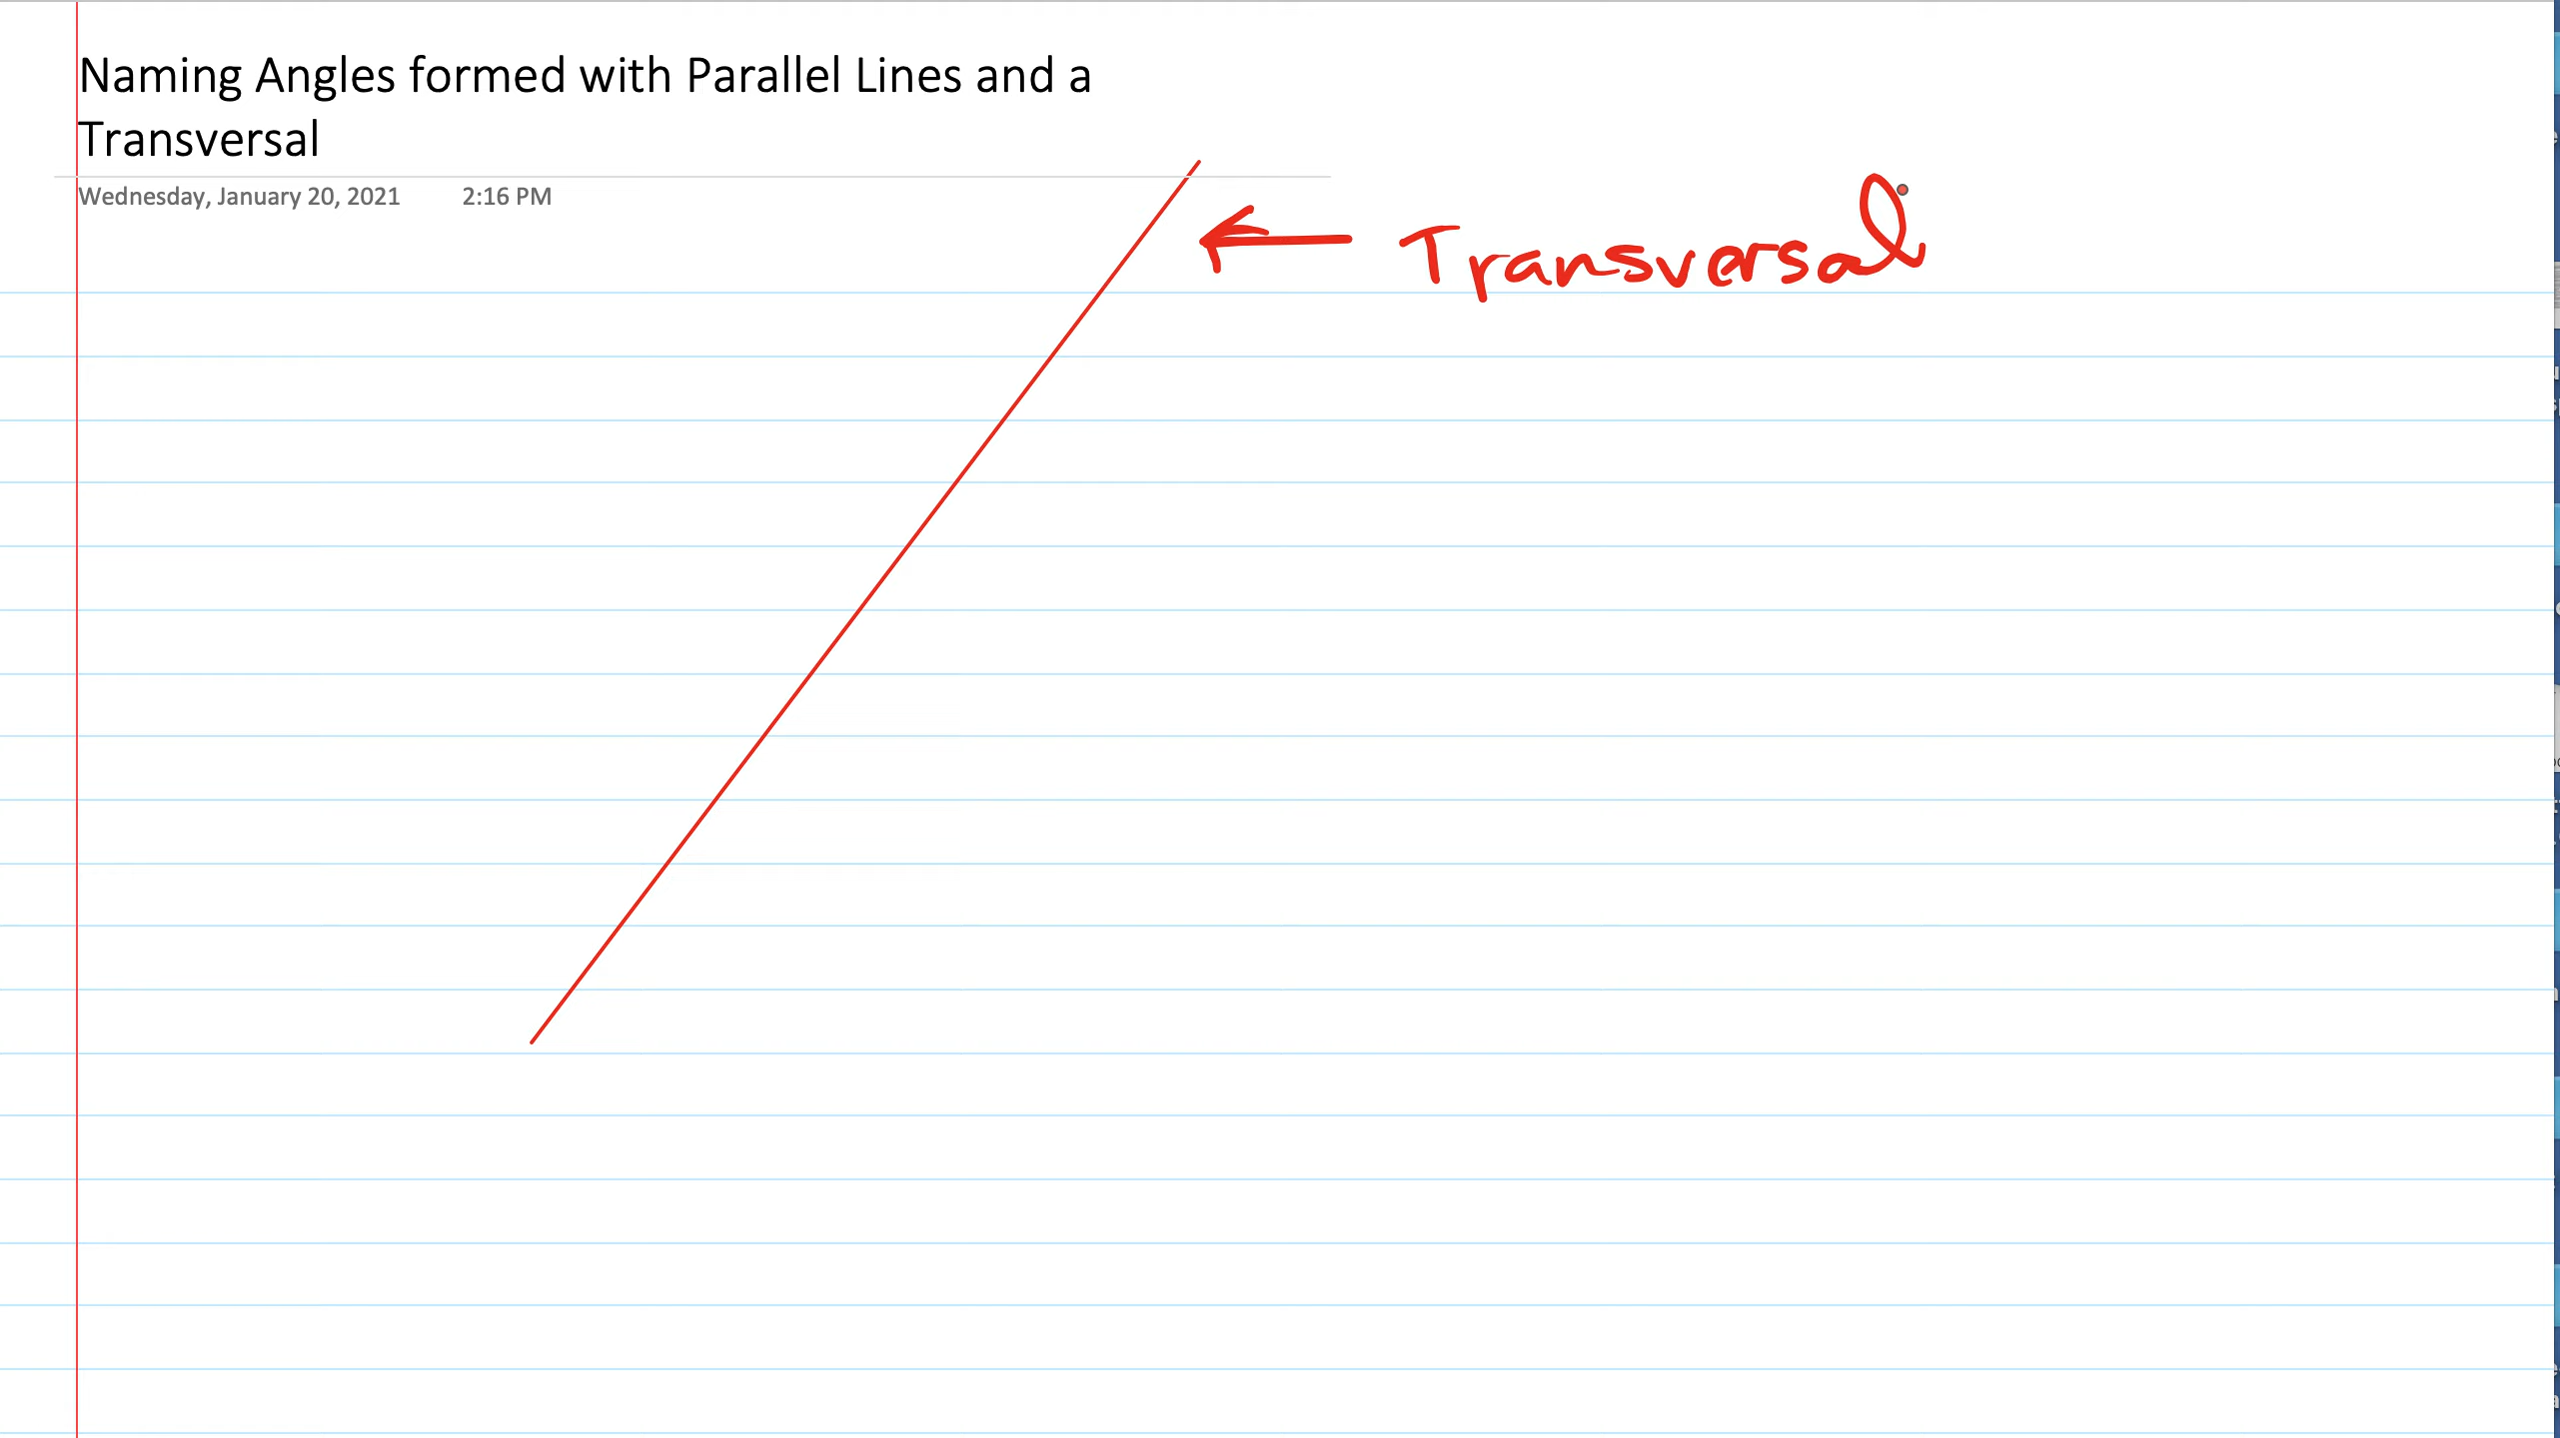 Naming Angles formed with Parallel Lines and a
Transversal
Wednesday, January 20, 2021 2:16 PM
Transversal